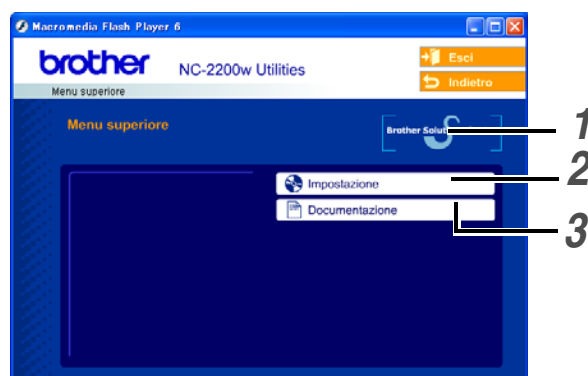 Macromedia Flash Player 6
brother
NC-2200w Utilities
Esci
Indietro
Menu superiore
Menu superiore
Brother
1
Impostazione
2
Documentazione
3